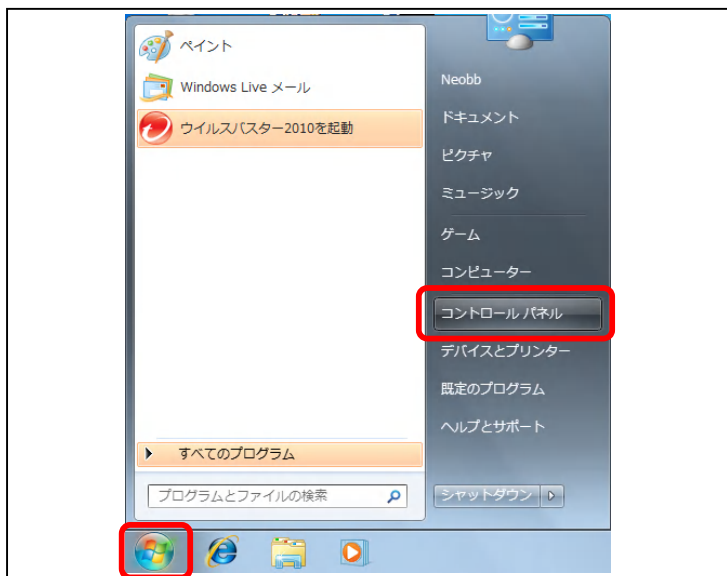 ペイント
Windows Live メール
ウイルスバスター2010を起動
すべてのプログラム
プログラムとファイルの検索
Neobb
ドキュメント
ピクチャ
ミュージック
ゲーム
コンピューター
コントロール パネル
デバイスとプリンター
既定のプログラム
ヘルプとサポート
シャットダウン